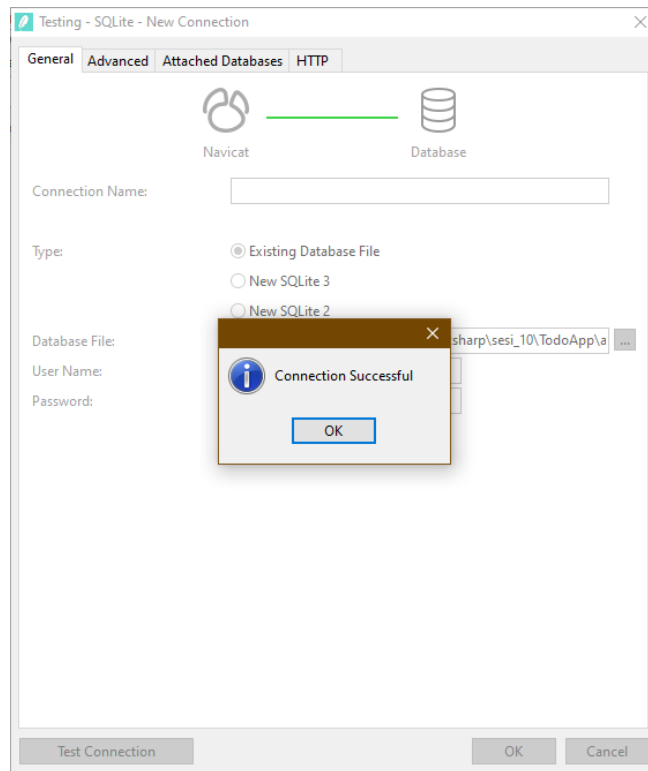 Testing - SQLite - New Connection
General Advanced Attached Databases HTTP
Navicat Database
Connection Name:
Type: Existing Database File
New SQLite 3
New SQLite 2
Database File: sharp\sesi_10\TodoApp\a ...
User Name:
Password:
Connection Successful
OK
Test Connection OK Cancel